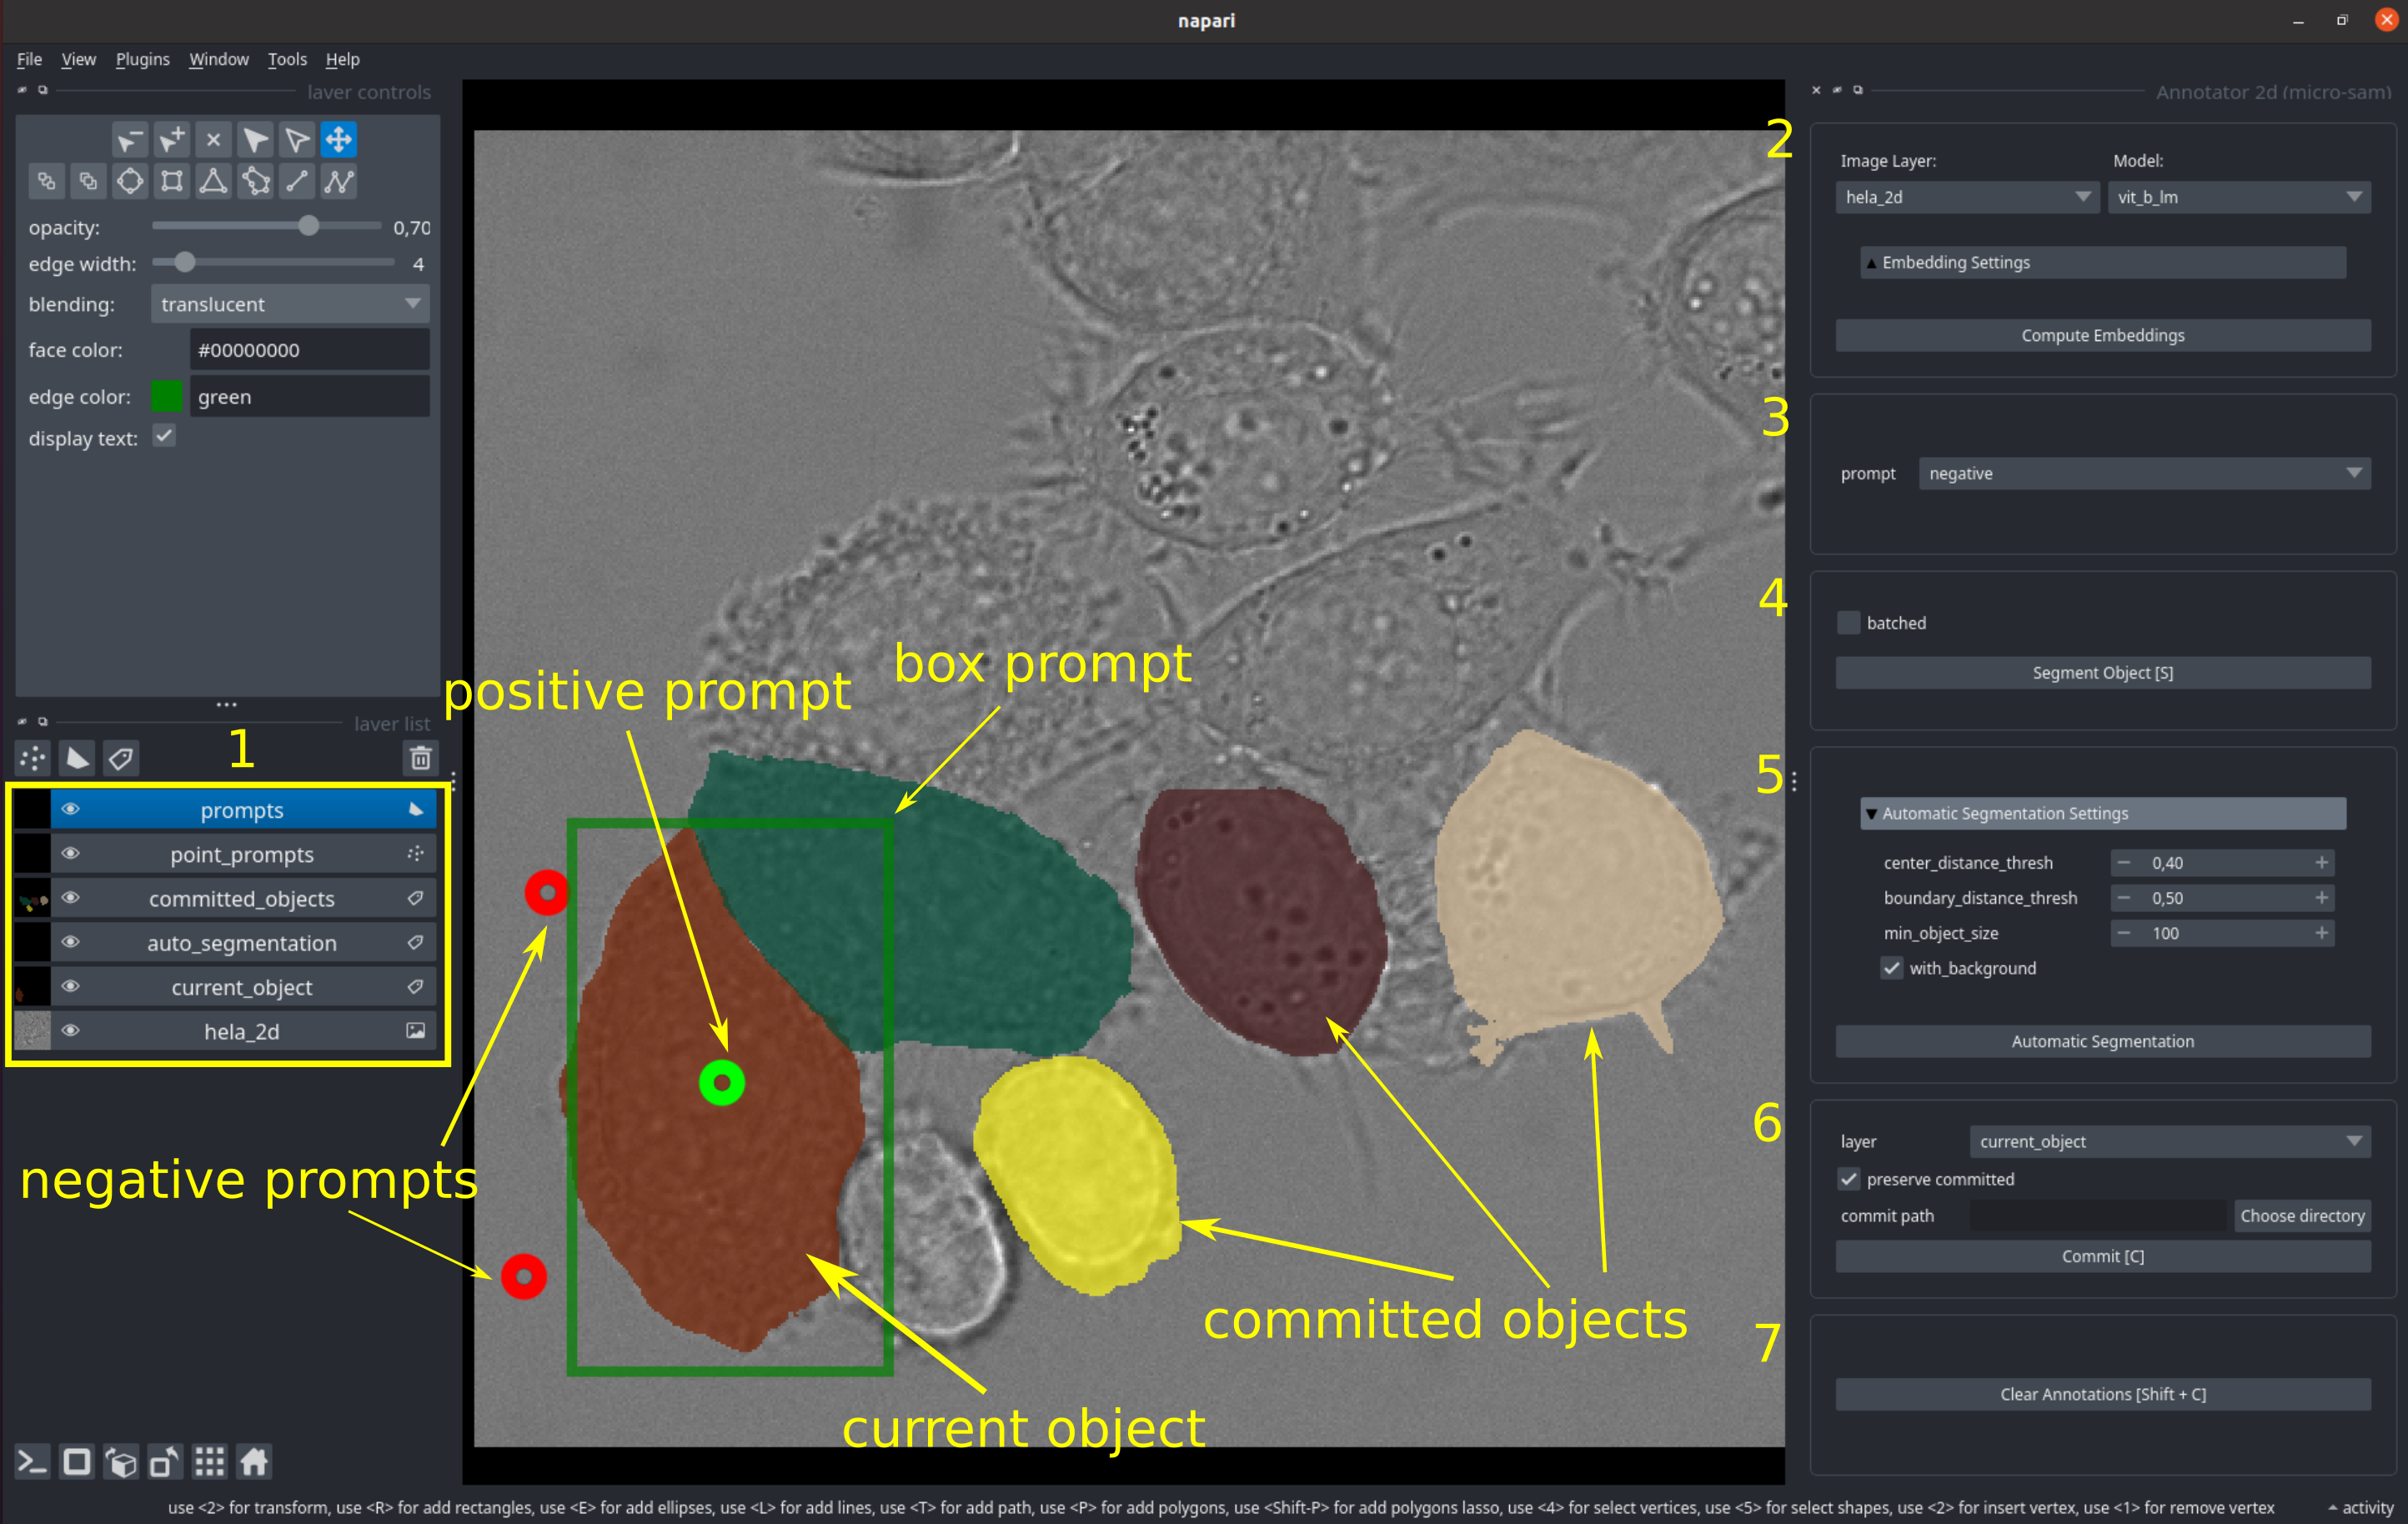 napari
File View Plugins Window Tools Help
layer controls
opacity: 0,70
edge width: 4
blending: translucent
face color: #00000000
edge color: green
display text:
layer list
1
prompts
point_prompts
committed_objects
auto_segmentation
current_object
hela_2d
positive prompt
box prompt
negative prompts
committed objects
current object
Annotator 2d (micro-sam)
2
Image Layer: Model:
hela_2d vit_b_lm
Embedding Settings
Compute Embeddings
3
prompt negative
4
batched
Segment Object [S]
5
Automatic Segmentation Settings
center_distance_thresh 0,40
boundary_distance_thresh 0,50
min_object_size 100
with_background
Automatic Segmentation
6
layer current_object
preserve committed
commit path Choose directory
Commit [C]
7
Clear Annotations [Shift + C]
use <2> for transform, use <R> for add rectangles, use <E> for add ellipses, use <L> for add lines, use <T> for add path, use <P> for add polygons, use <Shift-P> for add polygons lasso, use <4> for select vertices, use <5> for select shapes, use <2> for insert vertex, use <1> for remove vertex activity